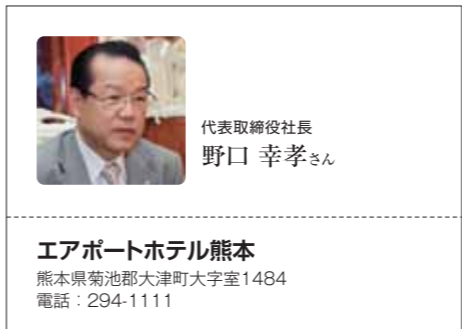 代表取締役社長
野口 幸孝さん
エアポートホテル熊本
熊本県菊池郡大津町大字室1484
電話：294-1111